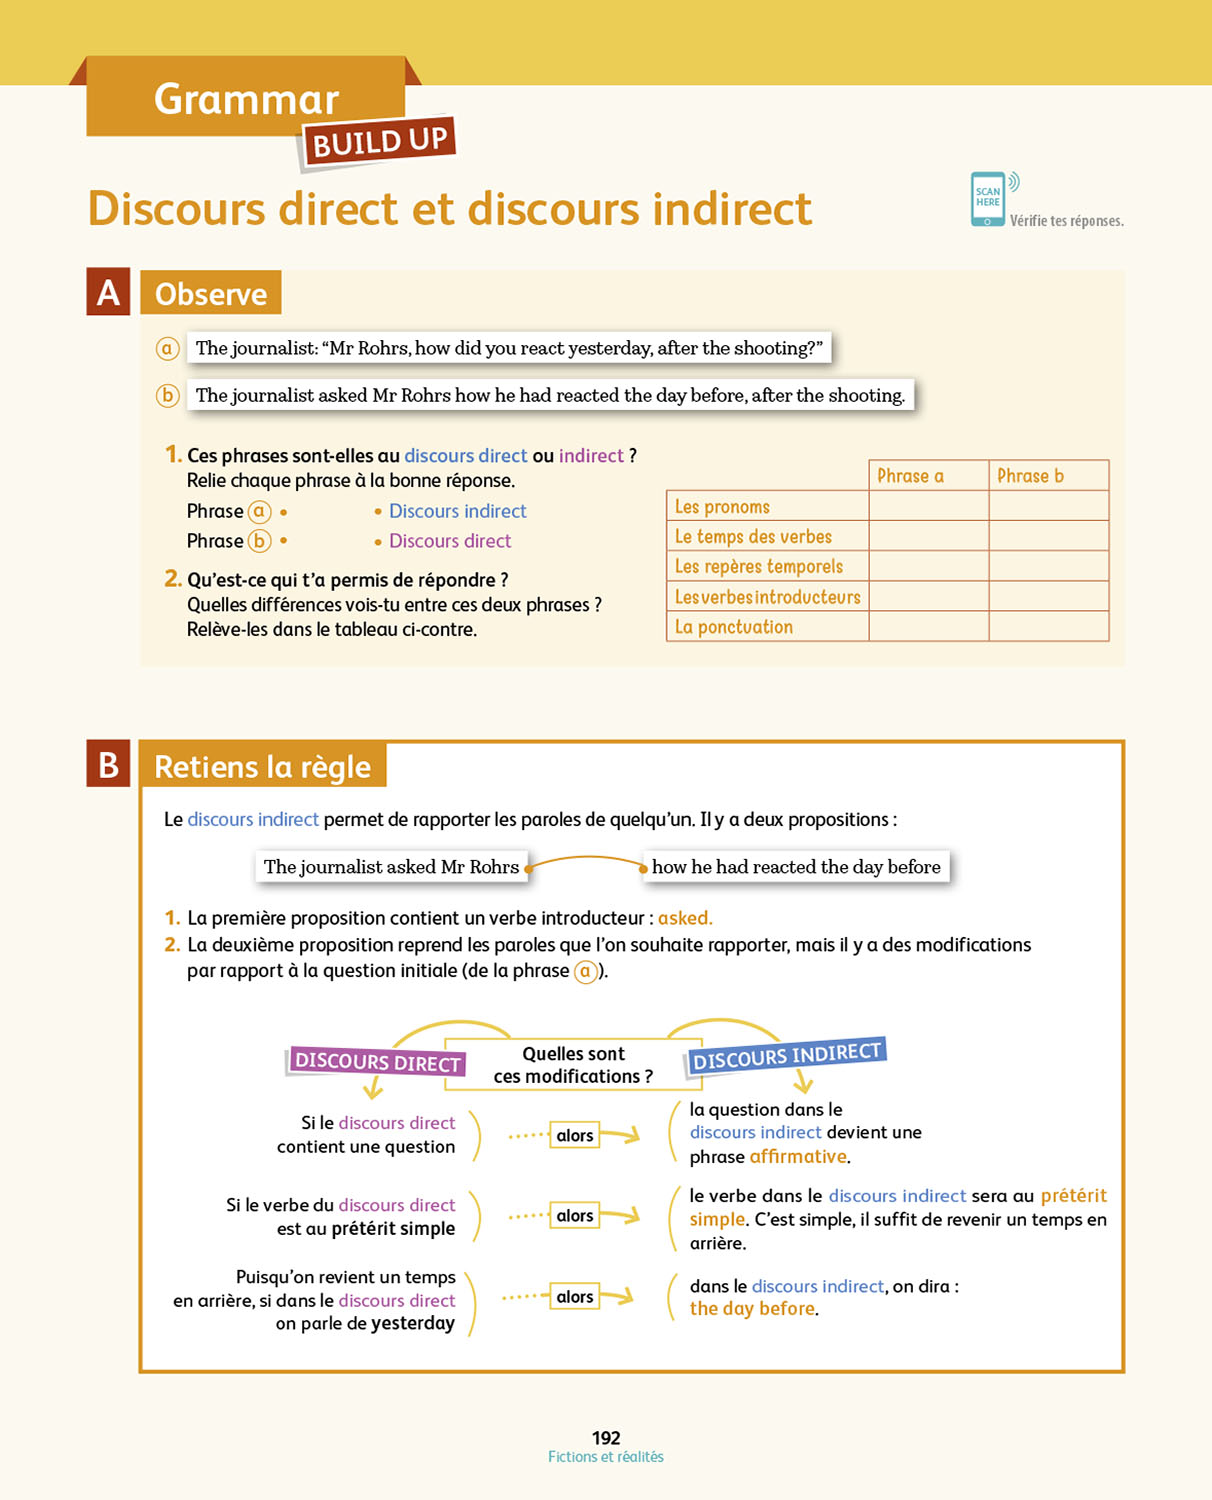 Grammar
BUILD UP
Discours direct et discours indirect
SCAN
HERE
Vérifie tes réponses.
A
Observe
a
The journalist: “Mr Rohrs, how did you react yesterday, after the shooting?”
b
The journalist asked Mr Rohrs how he had reacted the day before, after the shooting.
1. Ces phrases sont-elles au discours direct ou indirect ?
Relie chaque phrase à la bonne réponse.
Phrase a • • Discours indirect
Phrase b • • Discours direct
2. Qu’est-ce qui t’a permis de répondre ?
Quelles différences vois-tu entre ces deux phrases ?
Relève-les dans le tableau ci-contre.
Phrase a Phrase b
Les pronoms
Le temps des verbes
Les repères temporels
Les verbes introducteurs
La ponctuation
B
Retiens la règle
Le discours indirect permet de rapporter les paroles de quelqu’un. Il y a deux propositions :
The journalist asked Mr Rohrs how he had reacted the day before
1. La première proposition contient un verbe introducteur : asked.
2. La deuxième proposition reprend les paroles que l’on souhaite rapporter, mais il y a des modifications
par rapport à la question initiale (de la phrase a).
DISCOURS DIRECT
Quelles sont
ces modifications ?
DISCOURS INDIRECT
Si le discours direct
contient une question
alors
la question dans le
discours indirect devient une
phrase affirmative.
Si le verbe du discours direct
est au prétérit simple
alors
le verbe dans le discours indirect sera au prétérit
simple. C’est simple, il suffit de revenir un temps en
arrière.
Puisqu’on revient un temps
en arrière, si dans le discours direct
on parle de yesterday
alors
dans le discours indirect, on dira :
the day before.
192
Fictions et réalités